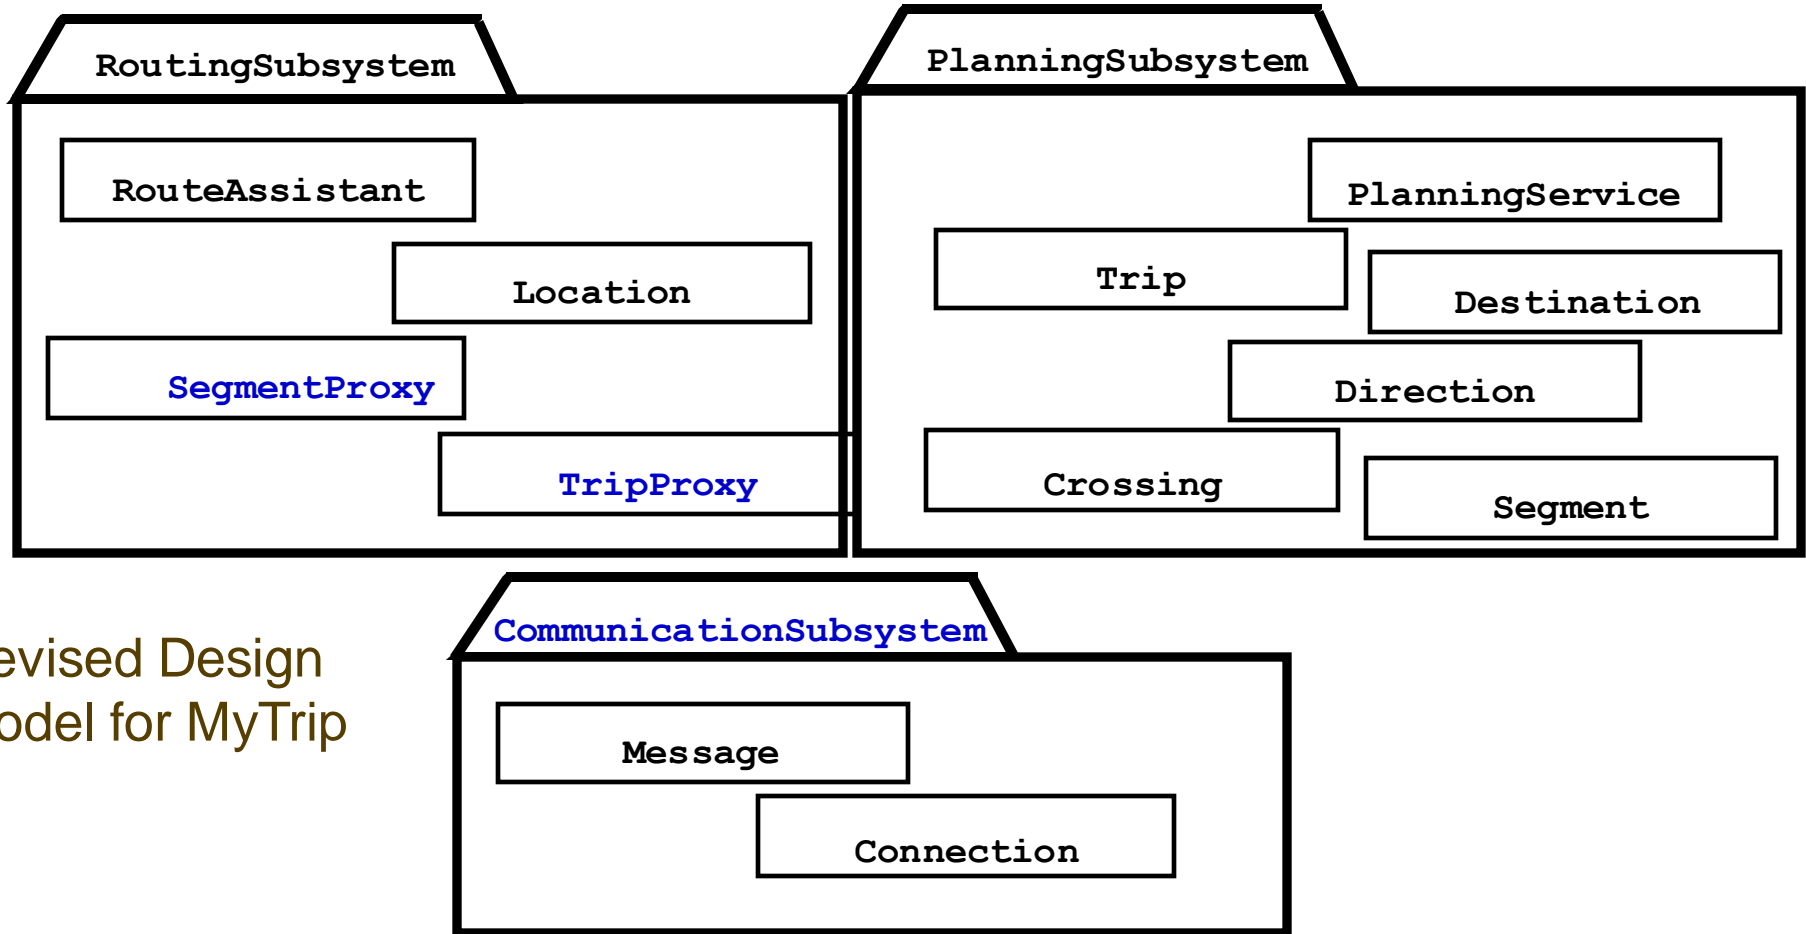 RoutingSubsystem
RouteAssistant
Location
SegmentProxy
TripProxy
PlanningSubsystem
PlanningService
Trip
Destination
Direction
Crossing
Segment
evised Design
odel for MyTrip
CommunicationSubsystem
Message
Connection